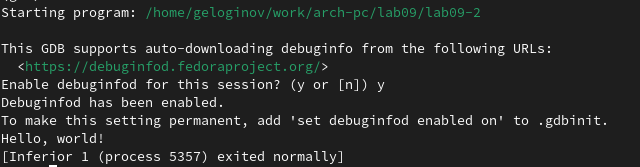 Starting program: /home/geloginov/work/arch-pc/lab09/lab09-2
This GDB supports auto-downloading debuginfo from the following URLs:
<https://debuginfod.fedoraproject.org/>
Enable debuginfod for this session? (y or [n]) y
Debuginfod has been enabled.
To make this setting permanent, add 'set debuginfod enabled on' to .gdbinit.
Hello, world!
[Inferior 1 (process 5357) exited normally]